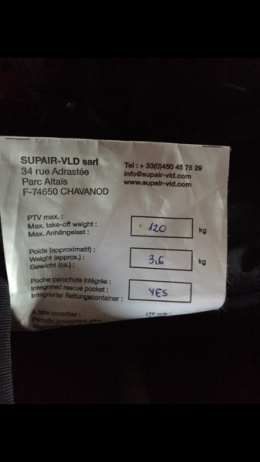 SUPAIR-VLD sarl
34 rue Adrastée
Parc Altaïs
F-74650 CHAVANOD
Tel : + 33(0)450 45 75 29
info@supair-vld.com
www.supair-vld.com
PTV max. :
Max. take-off weight :
Max. Anhängelast :
120 kg
Poids (approximatif) :
Weight (approx.) :
Gewicht (ca.) :
3,6 kg
Poche parachute intégrée :
Integrated rescue pocket :
Integrierter Rettungscontainer :
YES